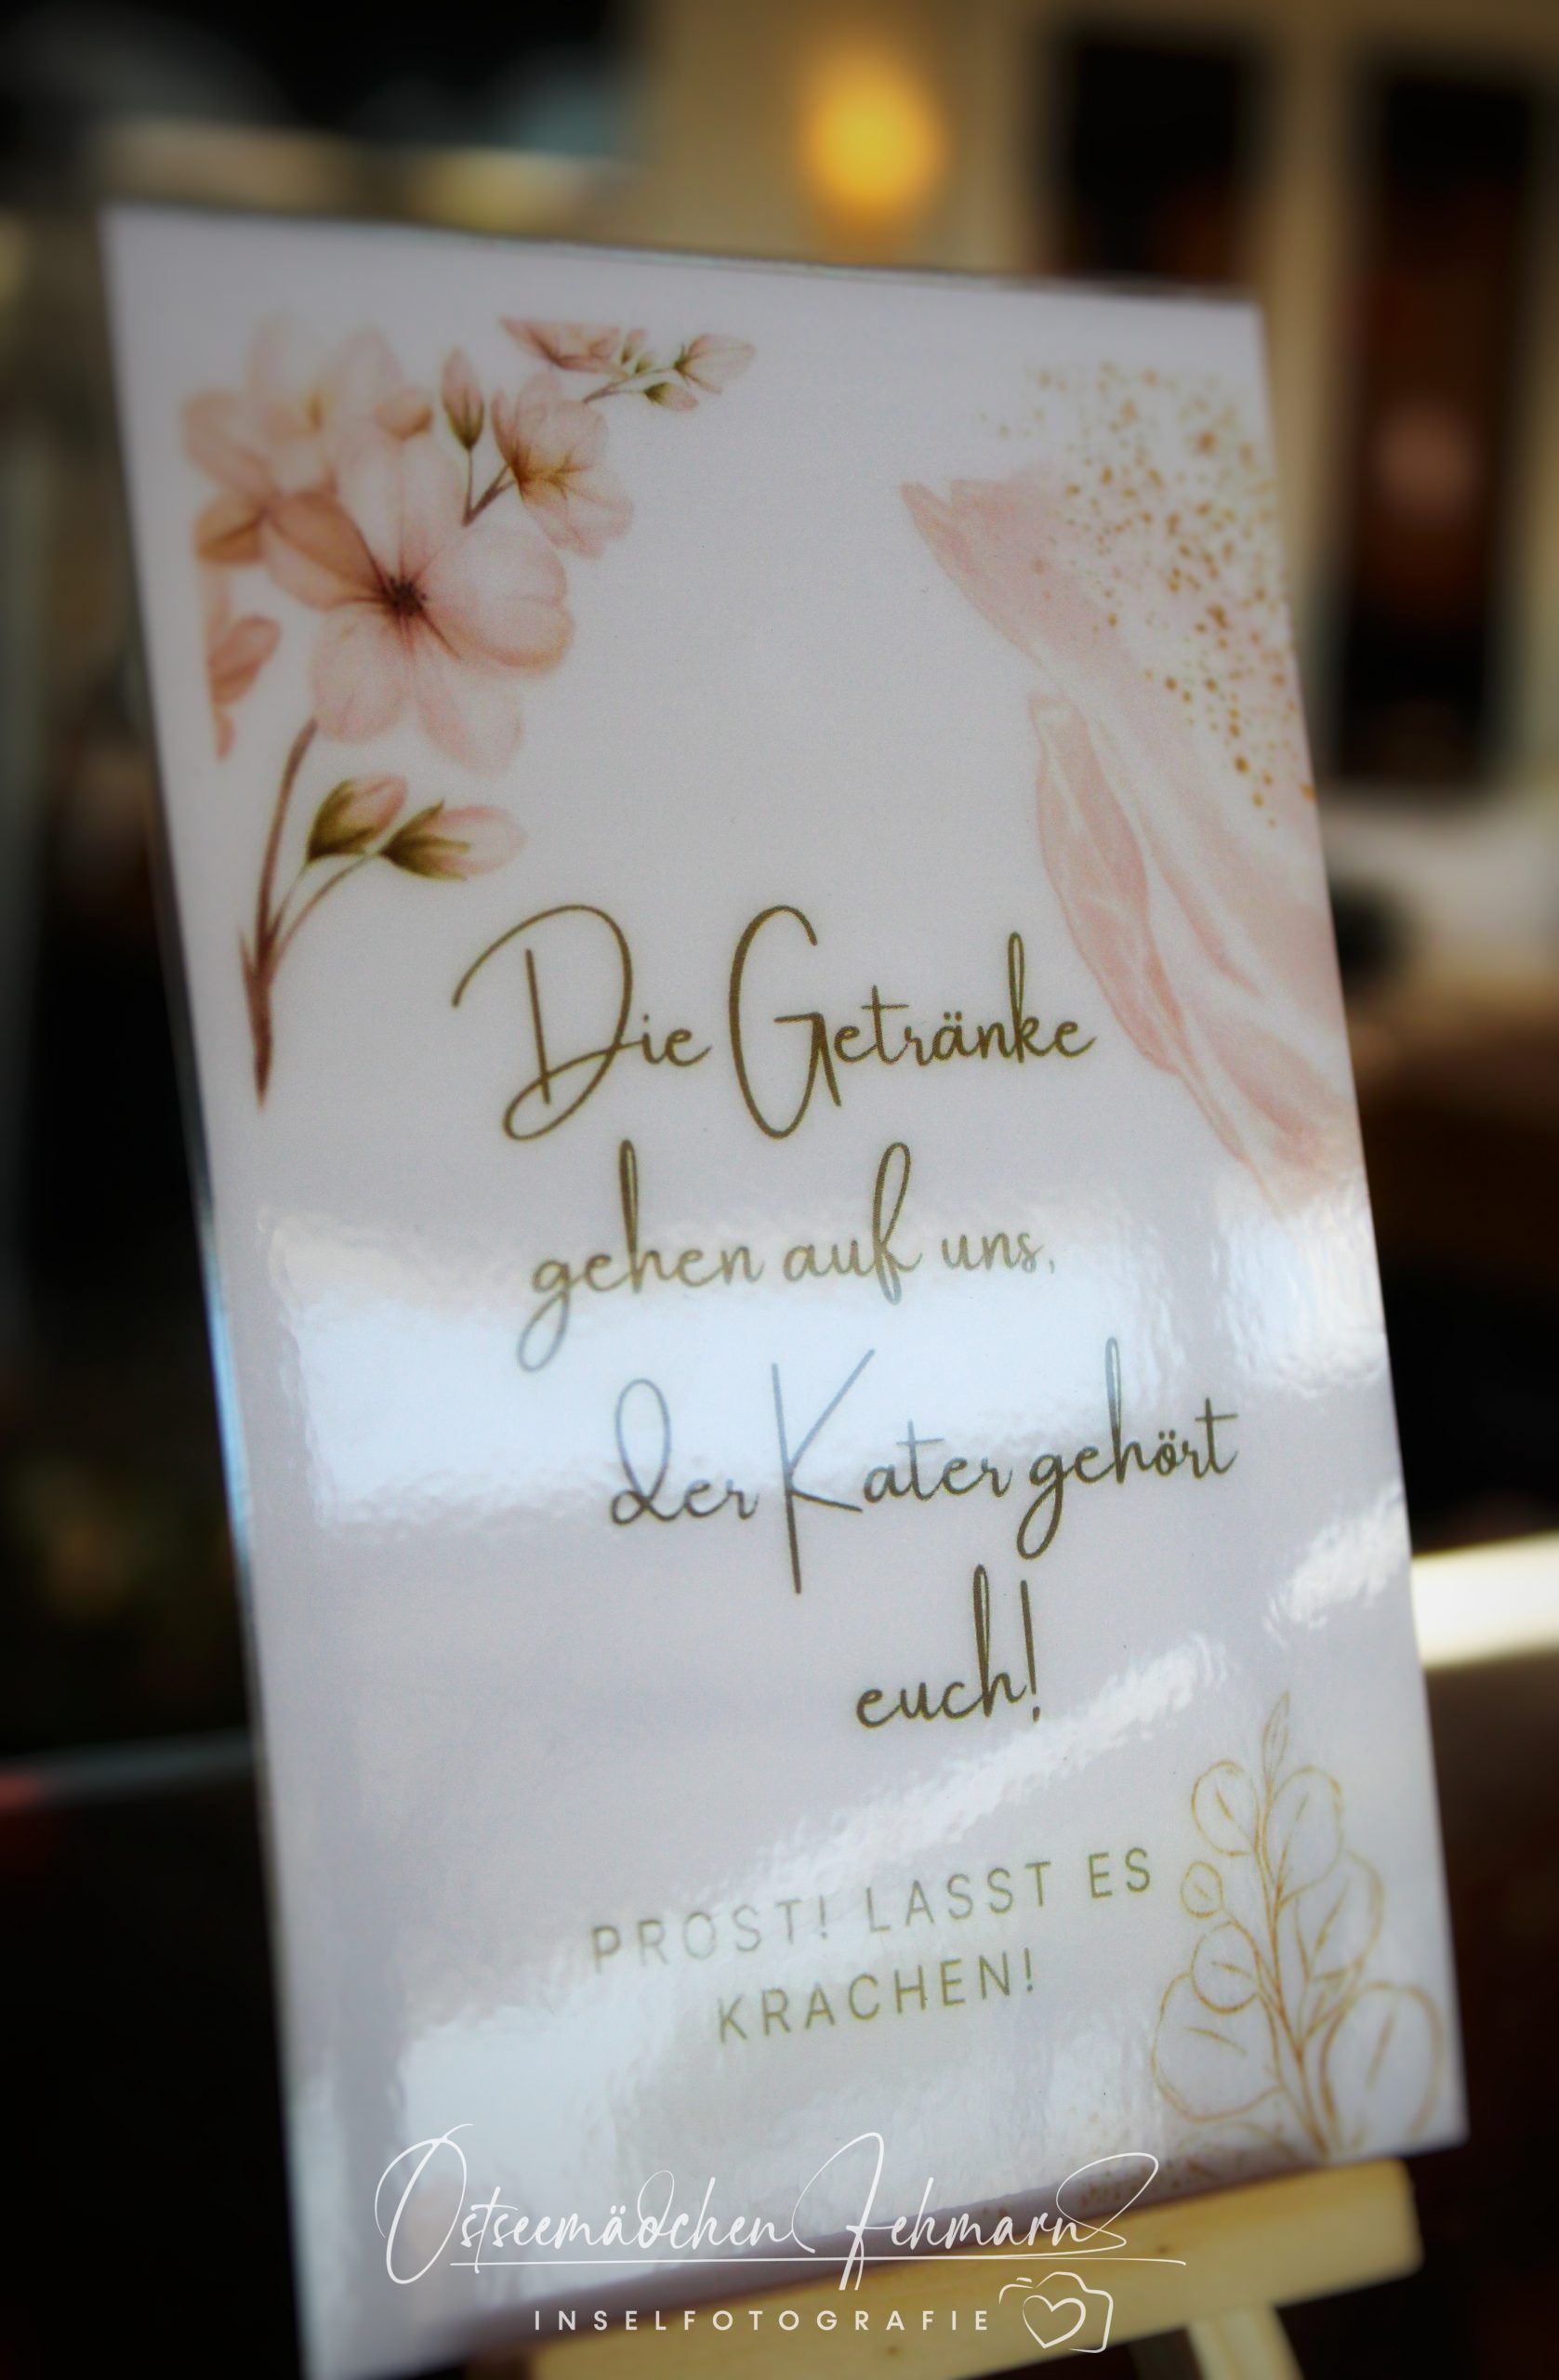 Die Getränke
gehen auf uns,
der Kater gehört
euch!
PROST! LASST ES
KRACHEN!
Ostseemädchen Fehmarn
INSELFOTOGRAFIE